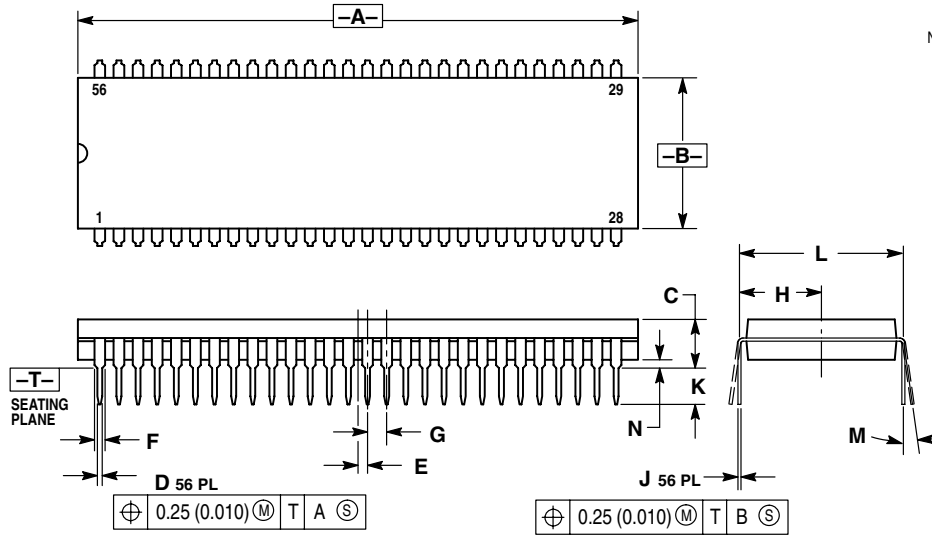 –A–
N
56
29
–B–
1
28
L
H
C
–T–
SEATING
PLANE
K
N
M
F
G
E
D 56 PL
J 56 PL
⌖ 0.25 (0.010) Ⓜ T A Ⓢ
⌖ 0.25 (0.010) Ⓜ T B Ⓢ